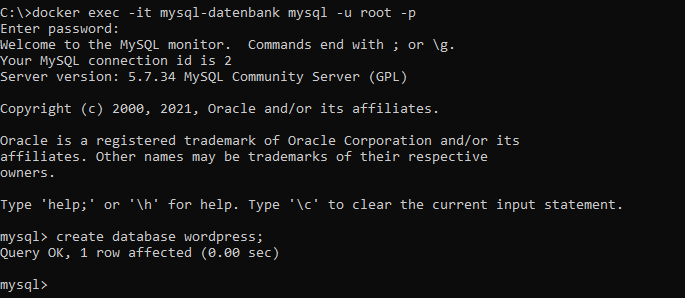 C:\>docker exec -it mysql-datenbank mysql -u root -p
Enter password:
Welcome to the MySQL monitor.  Commands end with ; or \g.
Your MySQL connection id is 2
Server version: 5.7.34 MySQL Community Server (GPL)
Copyright (c) 2000, 2021, Oracle and/or its affiliates.
Oracle is a registered trademark of Oracle Corporation and/or its
affiliates. Other names may be trademarks of their respective
owners.
Type 'help;' or '\h' for help. Type '\c' to clear the current input statement.
mysql> create database wordpress;
Query OK, 1 row affected (0.00 sec)
mysql>